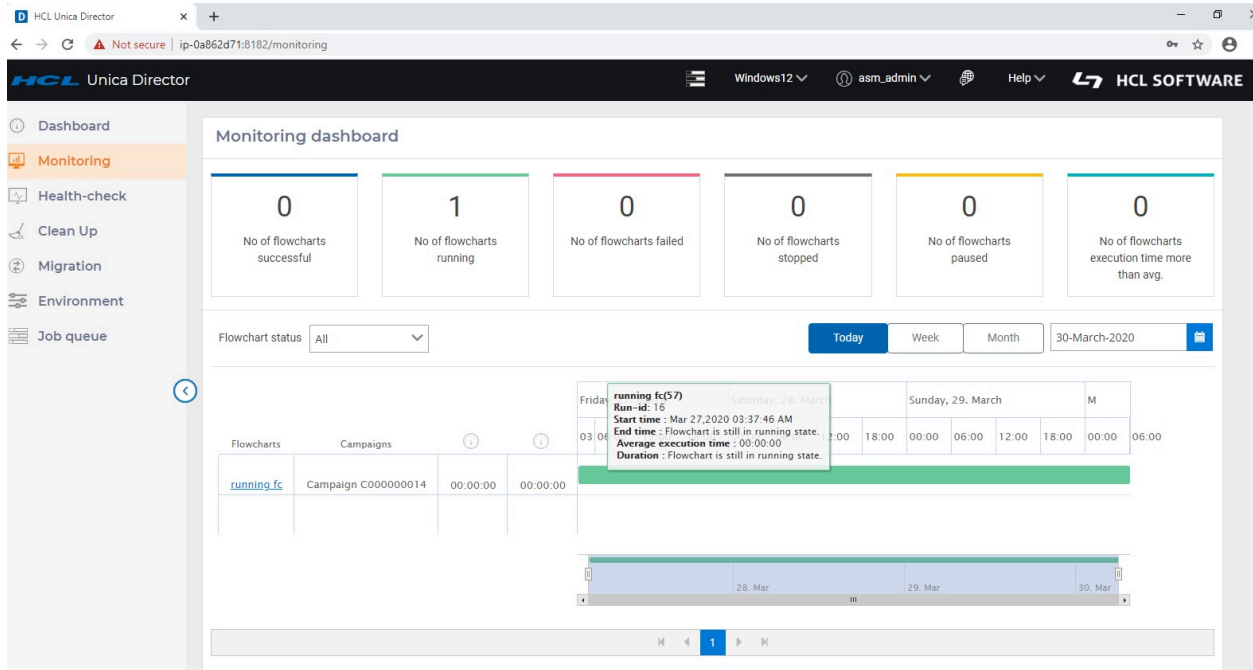 HCL Unica Director
Not secure | ip-0a862d71:8182/monitoring
HCL Unica Director
Windows12
asm_admin
Help
HCL SOFTWARE
Dashboard
Monitoring
Health-check
Clean Up
Migration
Environment
Job queue
Monitoring dashboard
0
No of flowcharts
successful
1
No of flowcharts
running
0
No of flowcharts failed
0
No of flowcharts
stopped
0
No of flowcharts
paused
0
No of flowcharts
execution time more
than avg.
Flowchart status
All
Today
Week
Month
30-March-2020
Saturday, 28. March
Sunday, 29. March
M
running fc(57)
Run-id: 16
Start time : Mar 27,2020 03:37:46 AM
End time : Flowchart is still in running state.
Average execution time : 00:00:00
Duration : Flowchart is still in running state.
03
18:00 00:00 06:00 12:00 18:00 00:00 06:00
Flowcharts Campaigns
running fc Campaign C000000014 00:00:00 00:00:00
28. Mar 29. Mar 30. Mar
1